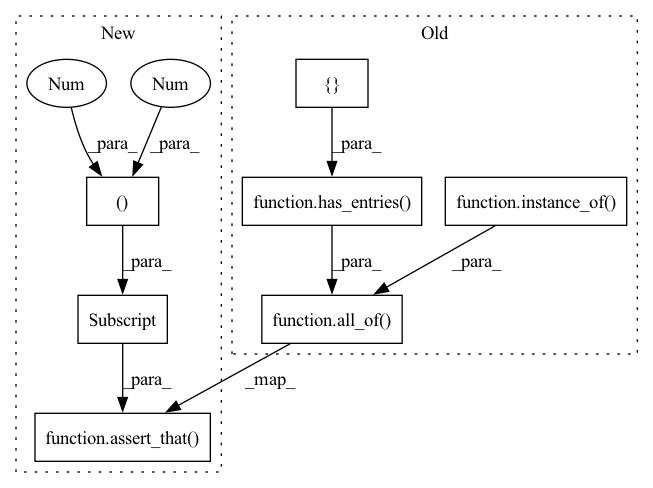 New
Old
Num
Num
{}
_para_
_para_
_para_
()
function.has_entries()
function.instance_of()
_para_
_para_
_para_
Subscript
function.all_of()
_para_
_map_
function.assert_that()